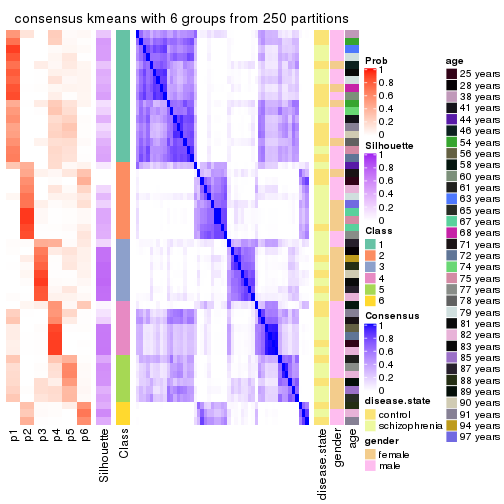 consensus kmeans with 6 groups from 250 partitions
p1
p2
p3
p4
p5
p6
Silhouette
Class
disease.state
gender
age
Prob
1
0.8
0.6
0.4
0.2
0
Silhouette
1
0.8
0.6
0.4
0.2
0
Class
1
2
3
4
5
6
Consensus
1
0.8
0.6
0.4
0.2
0
disease.state
control
schizophrenia
gender
female
male
age
25 years
28 years
38 years
41 years
44 years
46 years
54 years
56 years
58 years
60 years
61 years
63 years
65 years
67 years
68 years
71 years
72 years
74 years
75 years
77 years
78 years
79 years
81 years
82 years
83 years
85 years
87 years
88 years
89 years
90 years
91 years
94 years
97 years